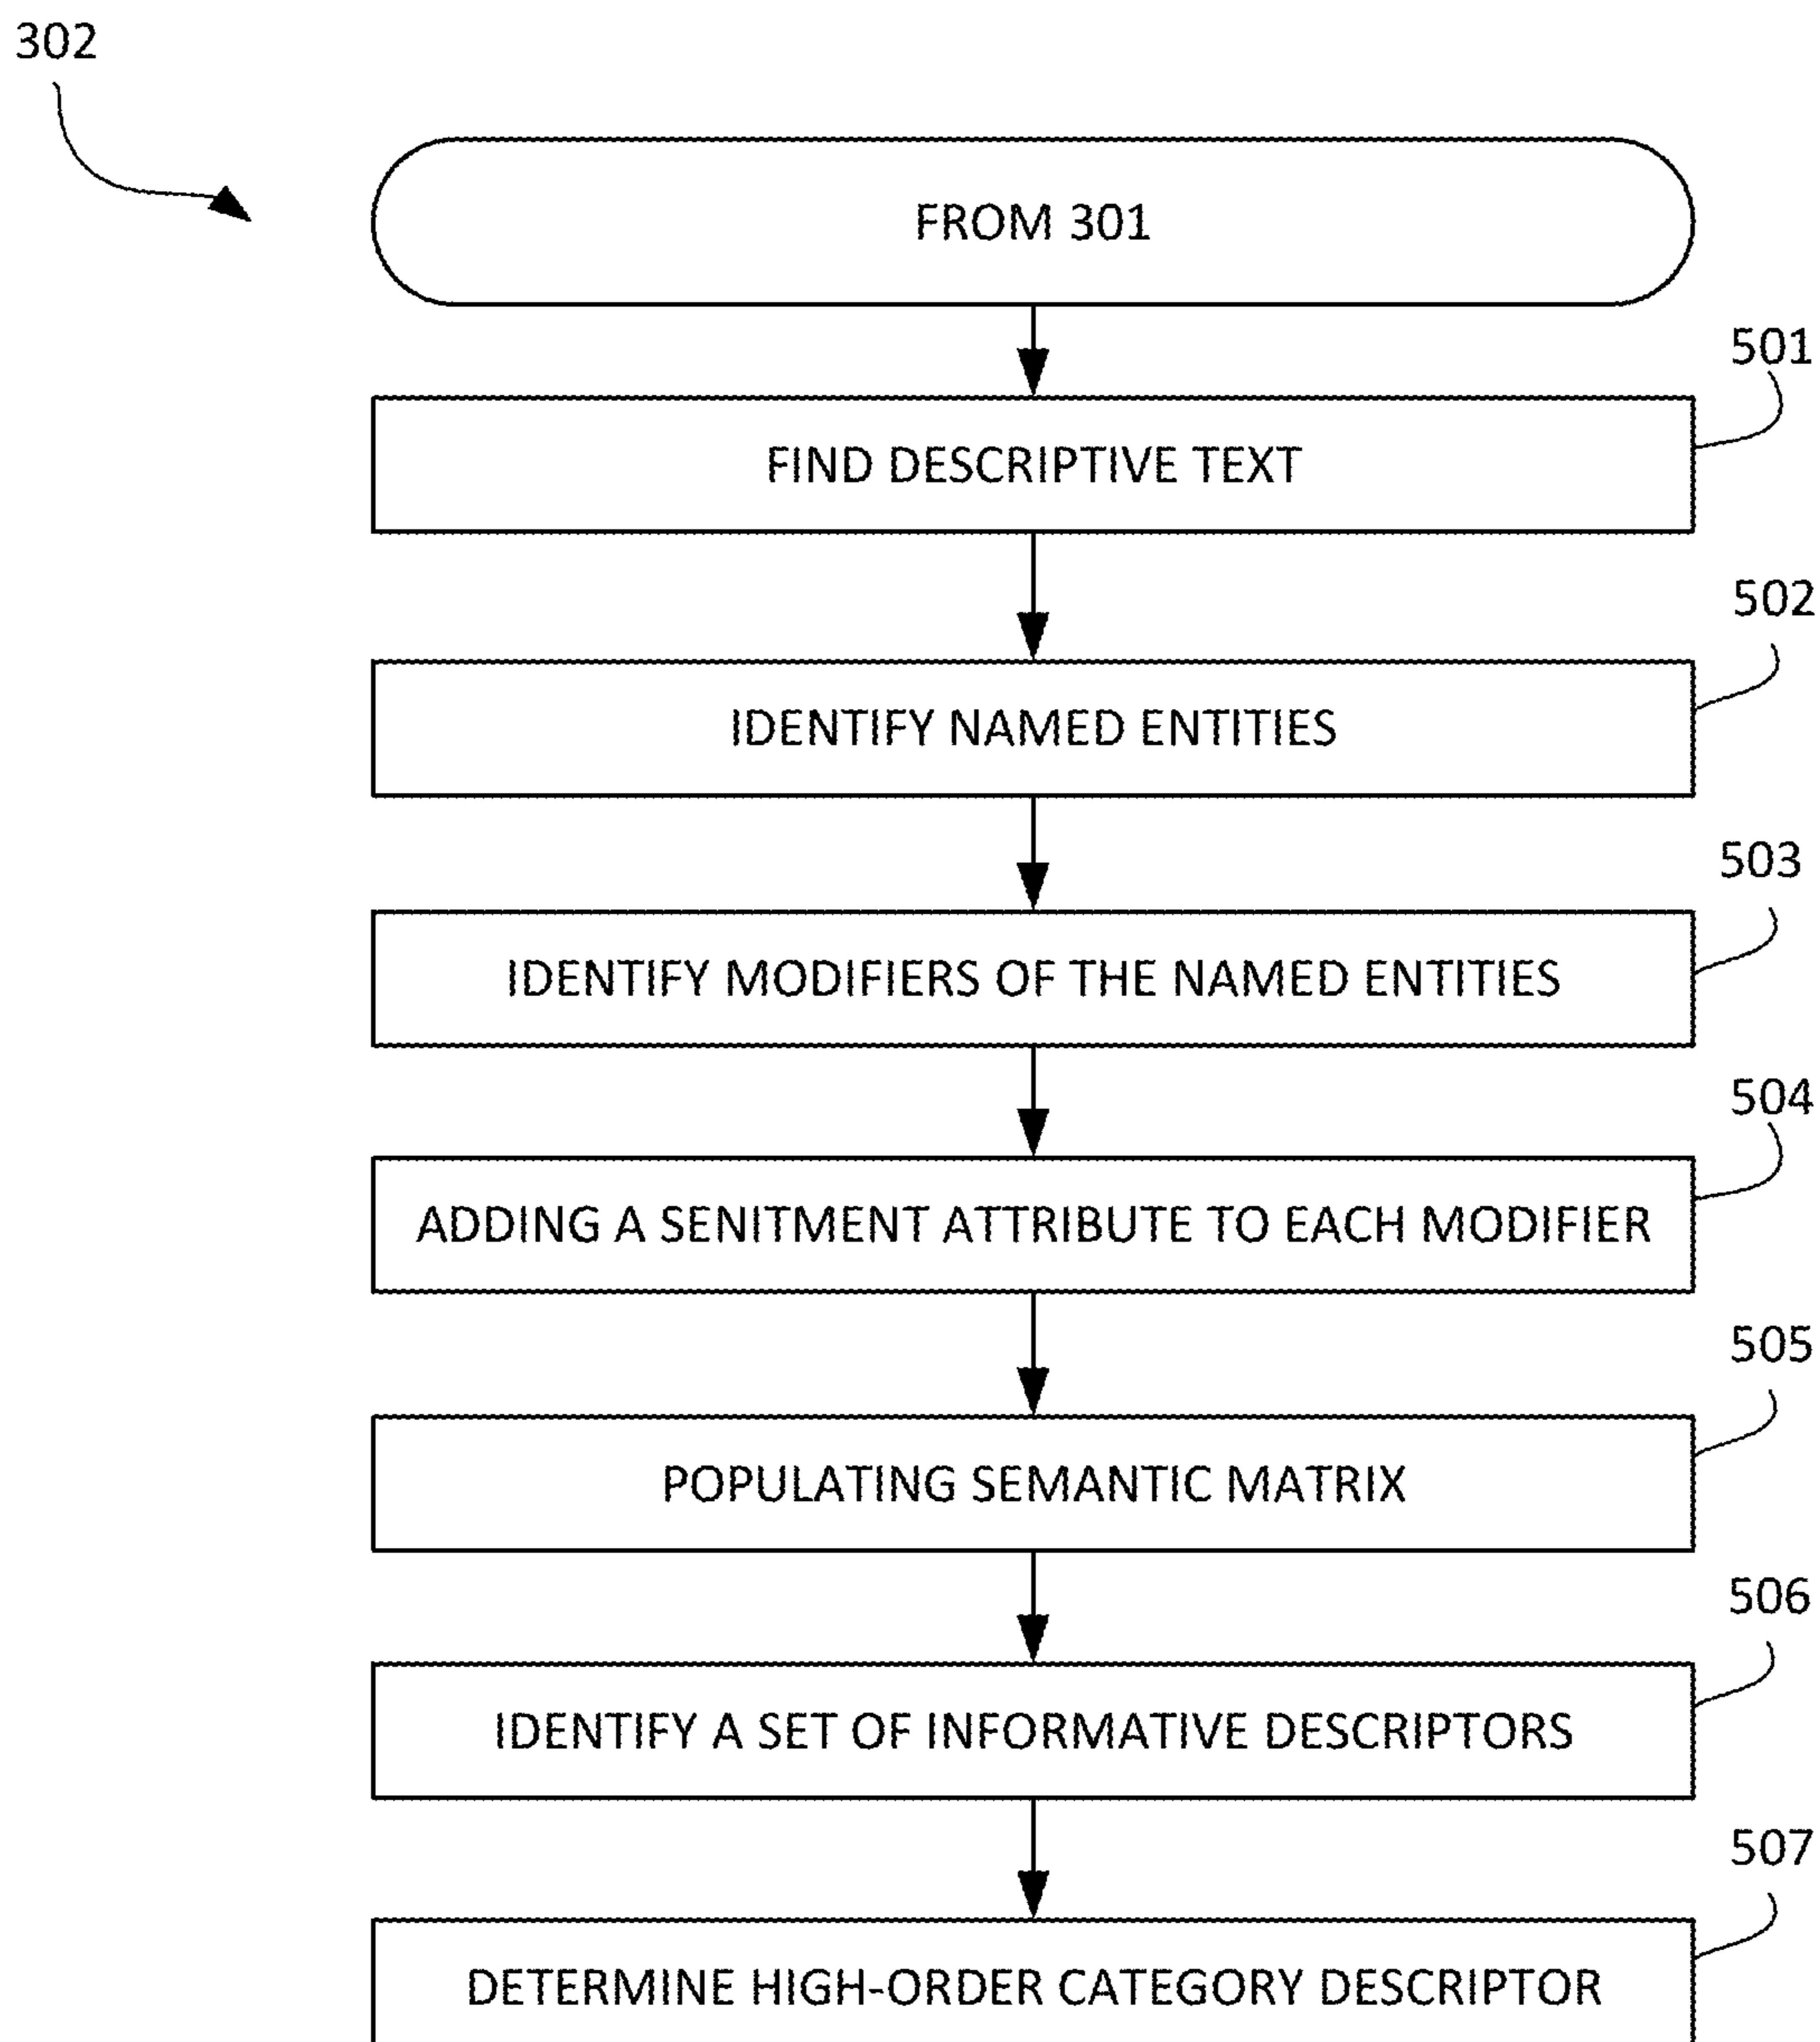 302
FROM 301
501
FIND DESCRIPTIVE TEXT
502
IDENTIFY NAMED ENTITIES
503
IDENTIFY MODIFIERS OF THE NAMED ENTITIES
504
ADDING A SENITMENT ATTRIBUTE TO EACH MODIFIER
505
POPULATING SEMANTIC MATRIX
506
IDENTIFY A SET OF INFORMATIVE DESCRIPTORS
507
DETERMINE HIGH-ORDER CATEGORY DESCRIPTOR